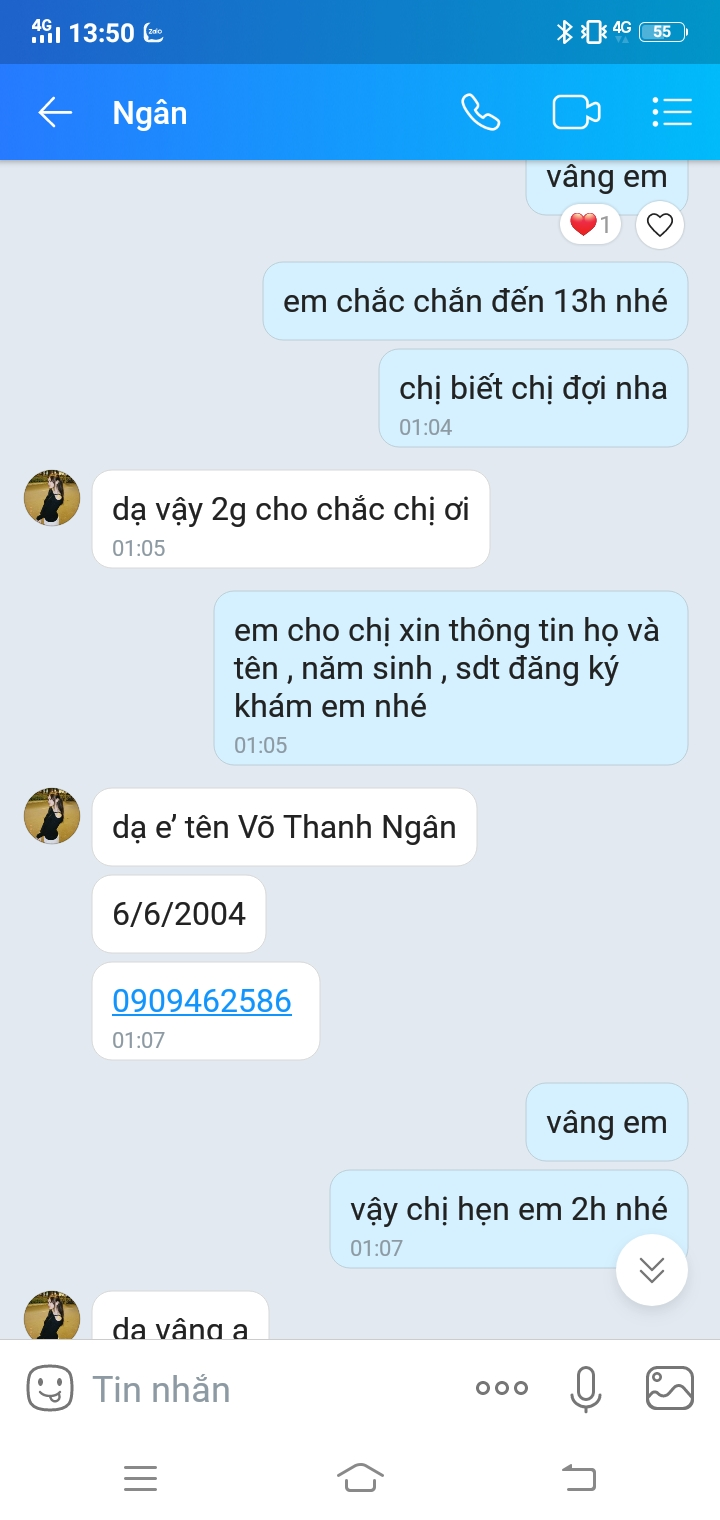 4G 13:50 Zalo 4G 55
Ngân
vâng em
1
em chắc chắn đến 13h nhé
chị biết chị đợi nha
01:04
dạ vậy 2g cho chắc chị ơi
01:05
em cho chị xin thông tin họ và
tên , năm sinh , sdt đăng ký
khám em nhé
01:05
dạ e’ tên Võ Thanh Ngân
6/6/2004
0909462586
01:07
vâng em
vậy chị hẹn em 2h nhé
01:07
dạ vâng ạ
Tin nhắn